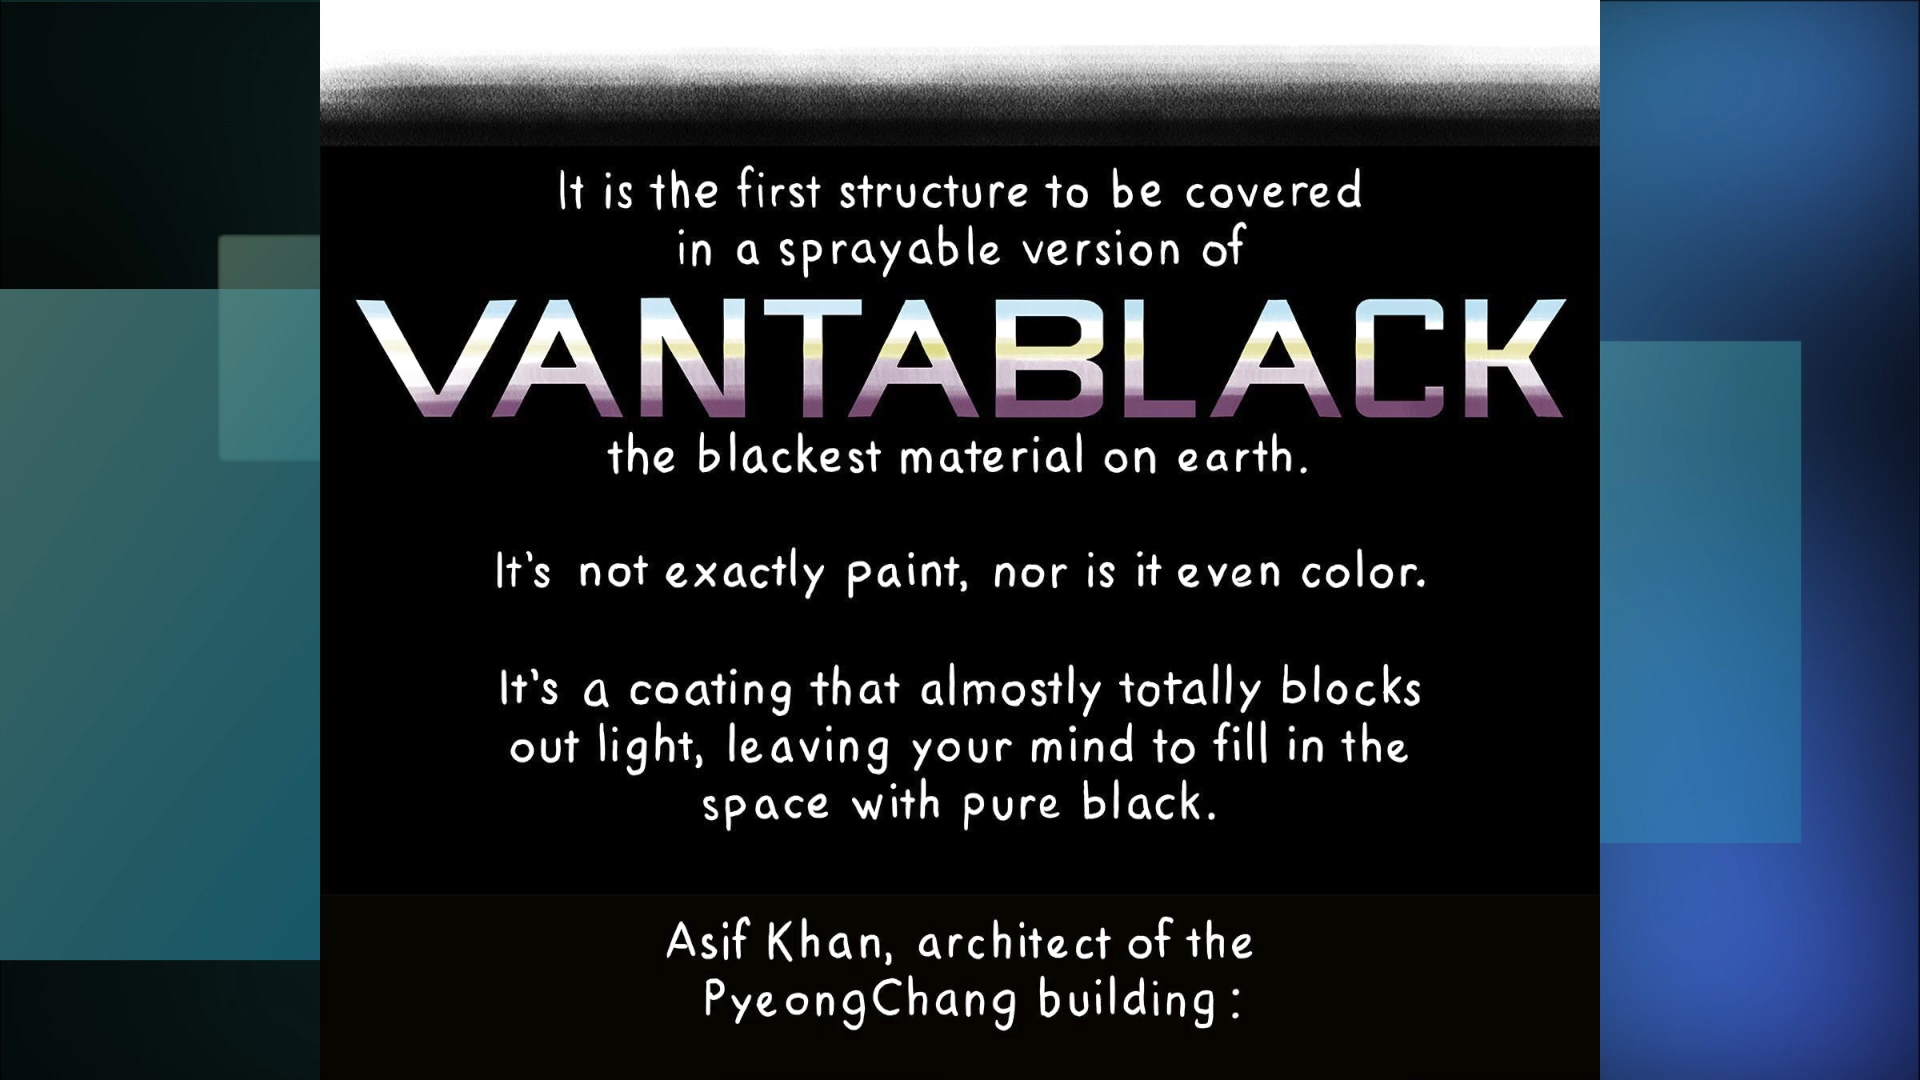 It is the first structure to be covered
in a sprayable version of
VANTABLACK
the blackest material on earth.
It's not exactly paint, nor is it even color.
It's a coating that almostly totally blocks
out light, leaving your mind to fill in the
space with pure black.
Asif Khan, architect of the
PyeongChang building: